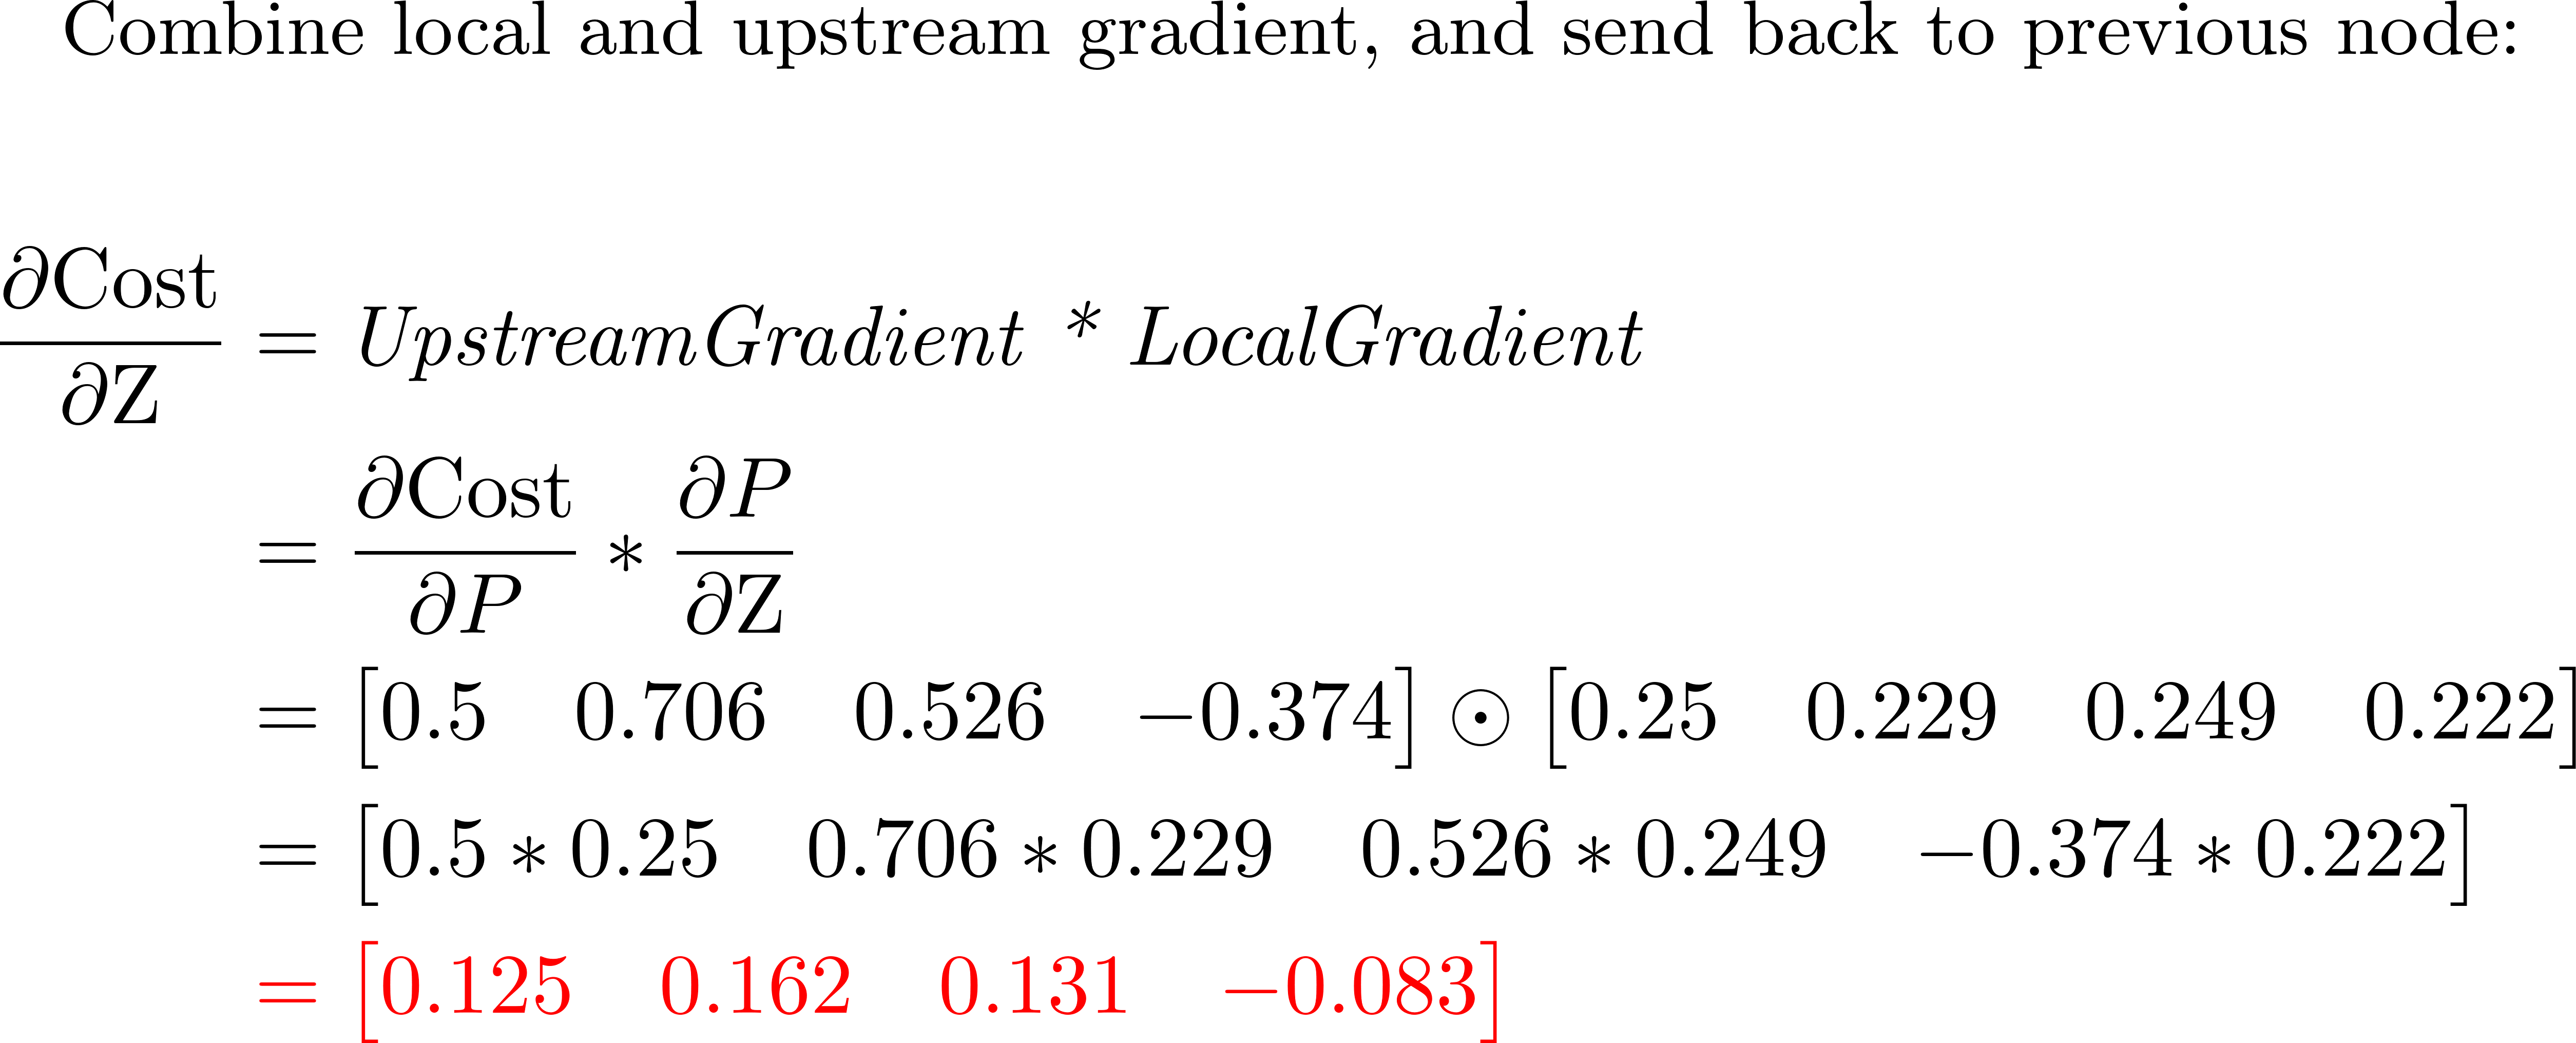 Combine local and upstream gradient, and send back to previous node:
∂Cost/∂Z = UpstreamGradient * LocalGradient
= ∂Cost/∂P * ∂P/∂Z
= [0.5 0.706 0.526 −0.374] ⊙ [0.25 0.229 0.249 0.222]
= [0.5 * 0.25 0.706 * 0.229 0.526 * 0.249 −0.374 * 0.222]
= [0.125 0.162 0.131 −0.083]